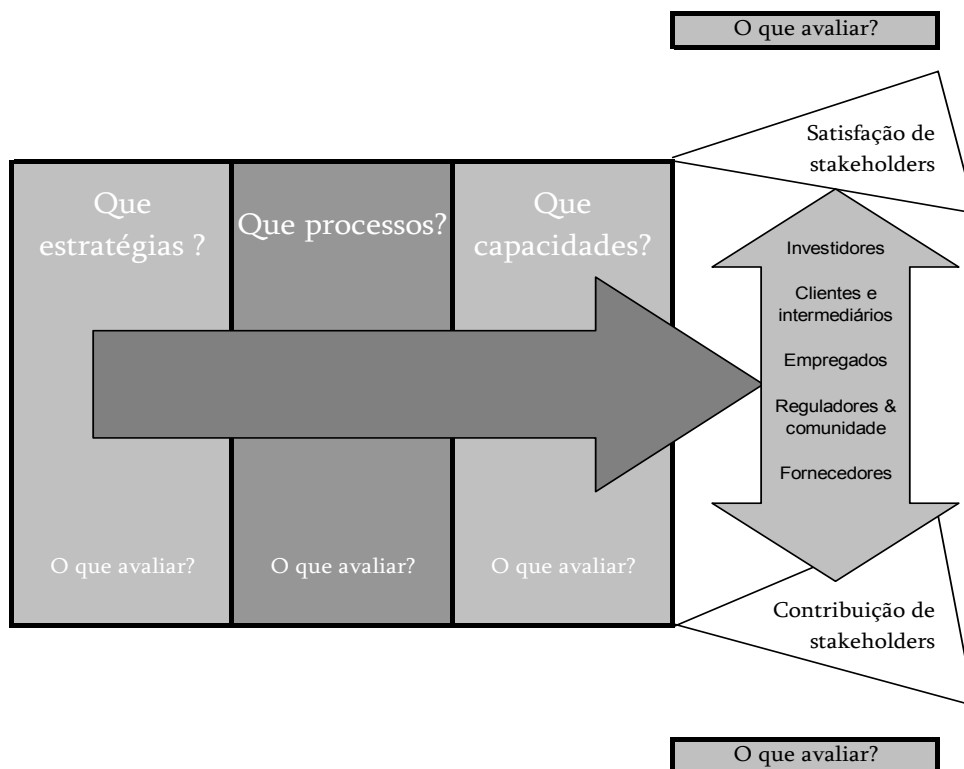 O que avaliar?
Satisfação de
stakeholders
Que
estratégias ?
Que processos?
Que
capacidades?
Investidores
Clientes e
intermediários
Empregados
Reguladores &
comunidade
Fornecedores
O que avaliar?
O que avaliar?
O que avaliar?
Contribuição de
stakeholders
O que avaliar?